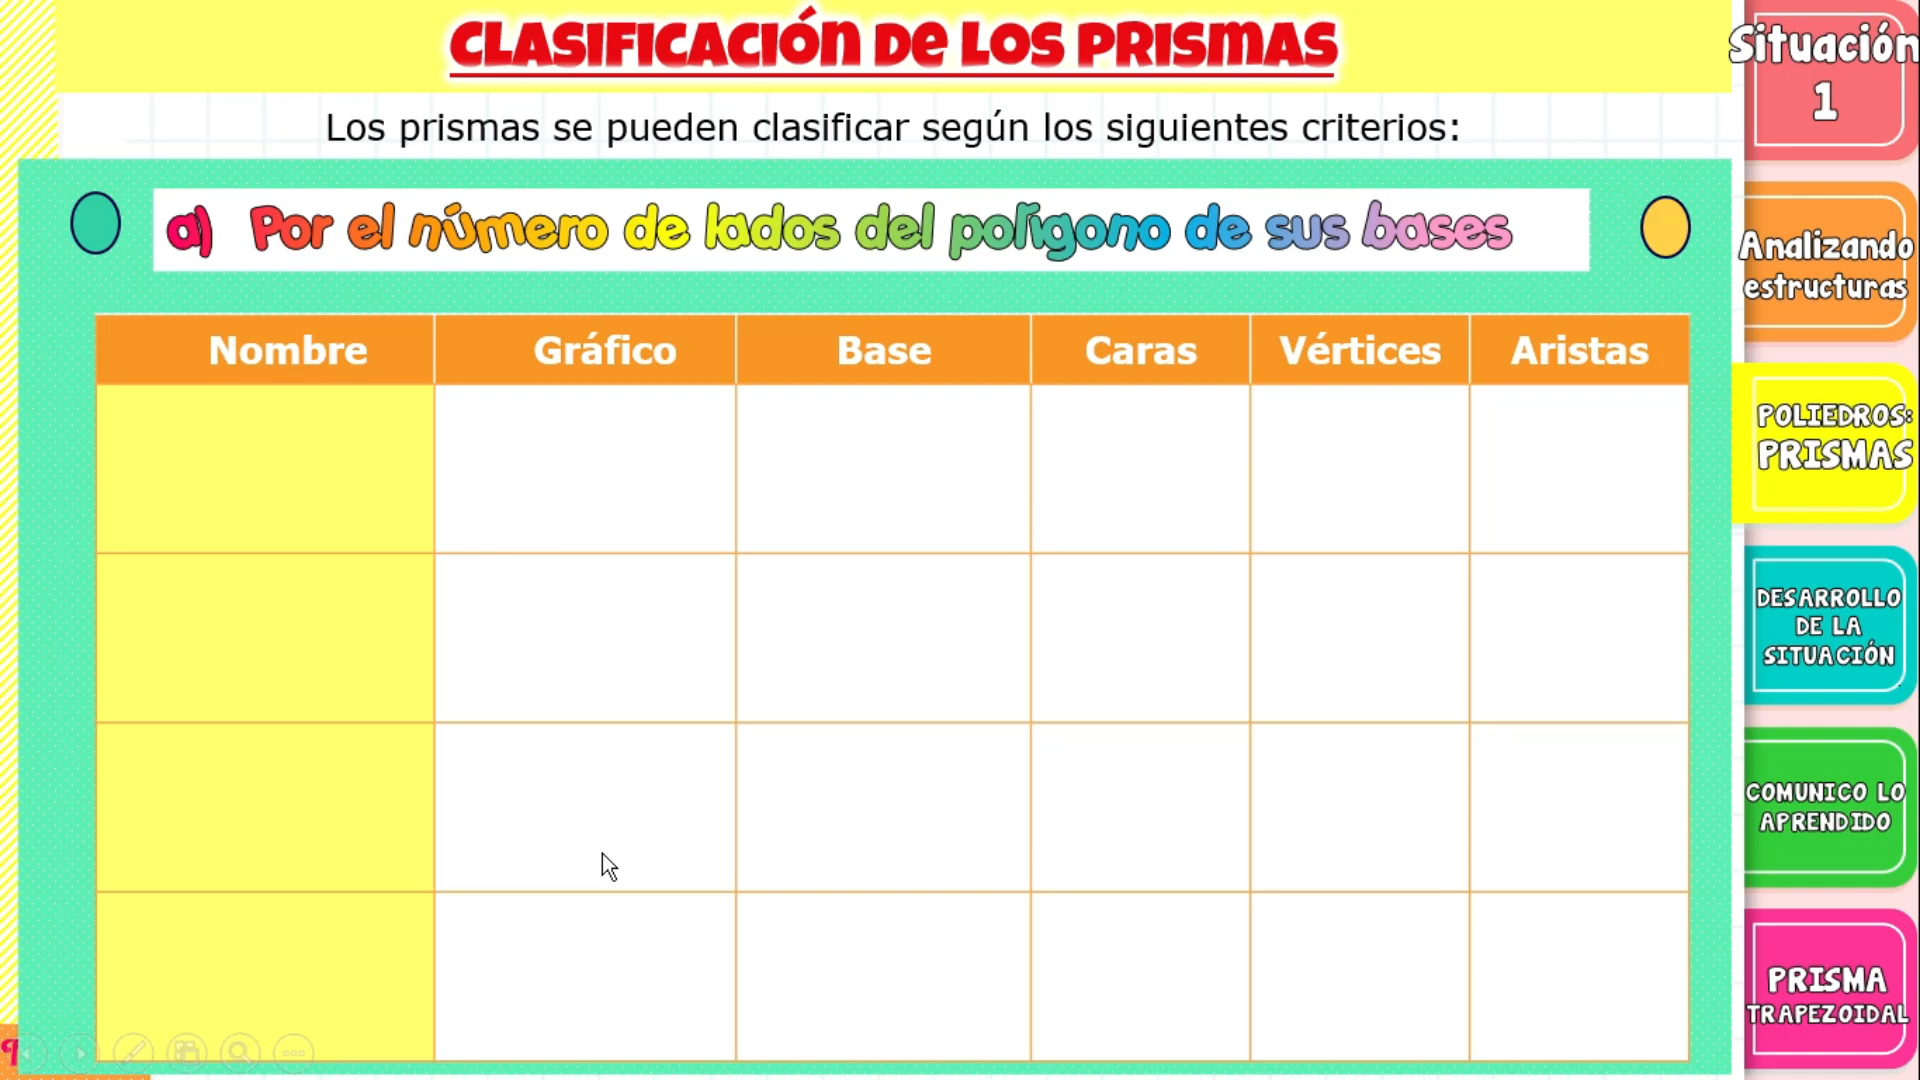 CLASIFICACIÓN DE LOS PRISMAS
Los prismas se pueden clasificar según los siguientes criterios:
a) Por el número de lados del polígono de sus bases
Nombre Gráfico Base Caras Vértices Aristas
Situación
1
Analizando
estructuras
POLIEDROS:
PRISMAS
DESARROLLO
DE LA
SITUACIÓN
COMUNICO LO
APRENDIDO
PRISMA
TRAPEZOIDAL